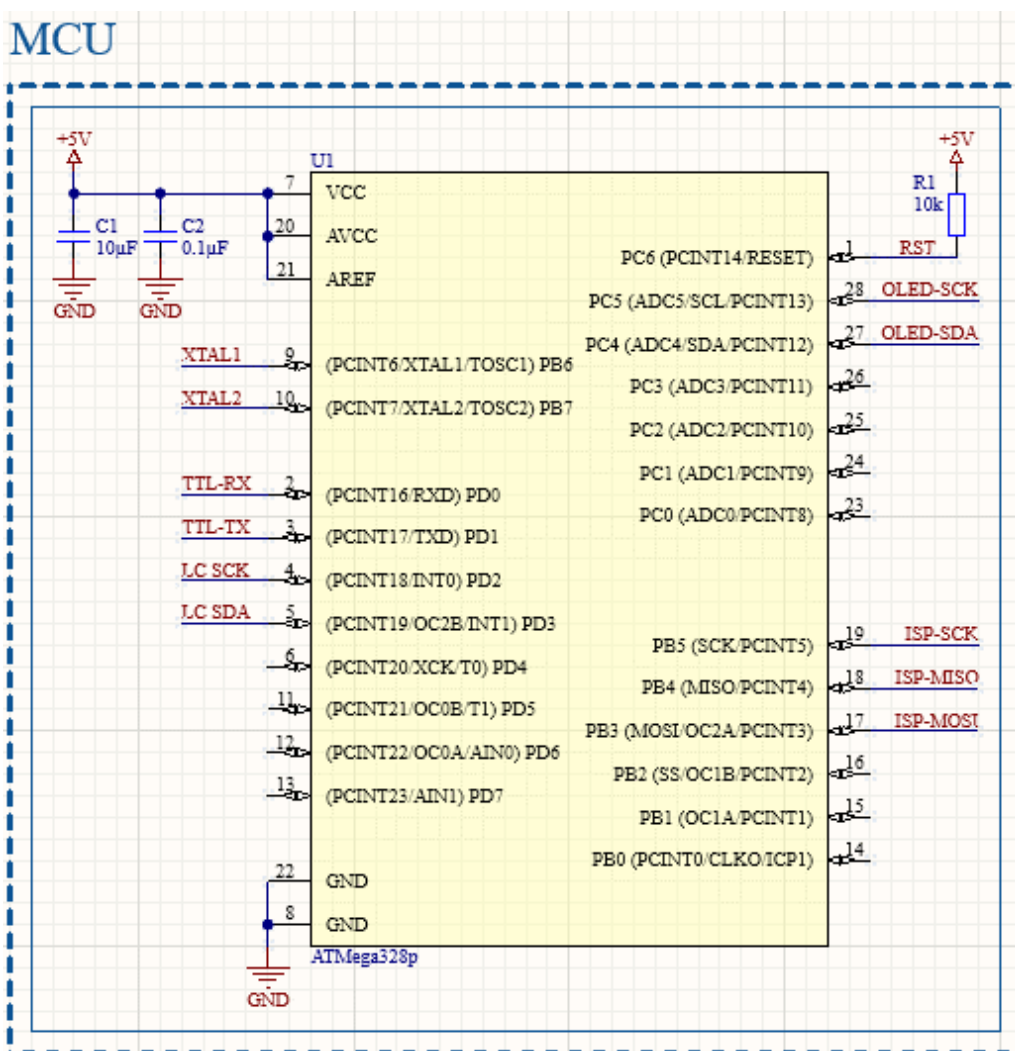 MCU
+5V
C1
10µF
C2
0.1µF
GND
GND
U1
7
VCC
20
AVCC
21
AREF
XTAL1
9
(PCINT6/XTAL1/TOSC1) PB6
XTAL2
10
(PCINT7/XTAL2/TOSC2) PB7
TTL-RX
2
(PCINT16/RXD) PD0
TTL-TX
3
(PCINT17/TXD) PD1
SCK
4
(PCINT18/INT0) PD2
SDA
5
(PCINT19/OC2B/INT1) PD3
6
(PCINT20/XCK/T0) PD4
11
(PCINT21/OC0B/T1) PD5
12
(PCINT22/OC0A/AIN0) PD6
13
(PCINT23/AIN1) PD7
22
GND
8
GND
GND
ATMega328p
+5V
R1
10k
PC6 (PCINT14/RESET)
1
RST
PC5 (ADC5/SCL/PCINT13)
28
OLED-SCK
PC4 (ADC4/SDA/PCINT12)
27
OLED-SDA
PC3 (ADC3/PCINT11)
26
PC2 (ADC2/PCINT10)
25
PC1 (ADC1/PCINT9)
24
PC0 (ADC0/PCINT8)
23
PB5 (SCK/PCINT5)
19
ISP-SCK
PB4 (MISO/PCINT4)
18
ISP-MISO
PB3 (MOSI/OC2A/PCINT3)
17
ISP-MOSI
PB2 (SS/OC1B/PCINT2)
16
PB1 (OC1A/PCINT1)
15
PB0 (PCINT0/CLKO/ICP1)
14